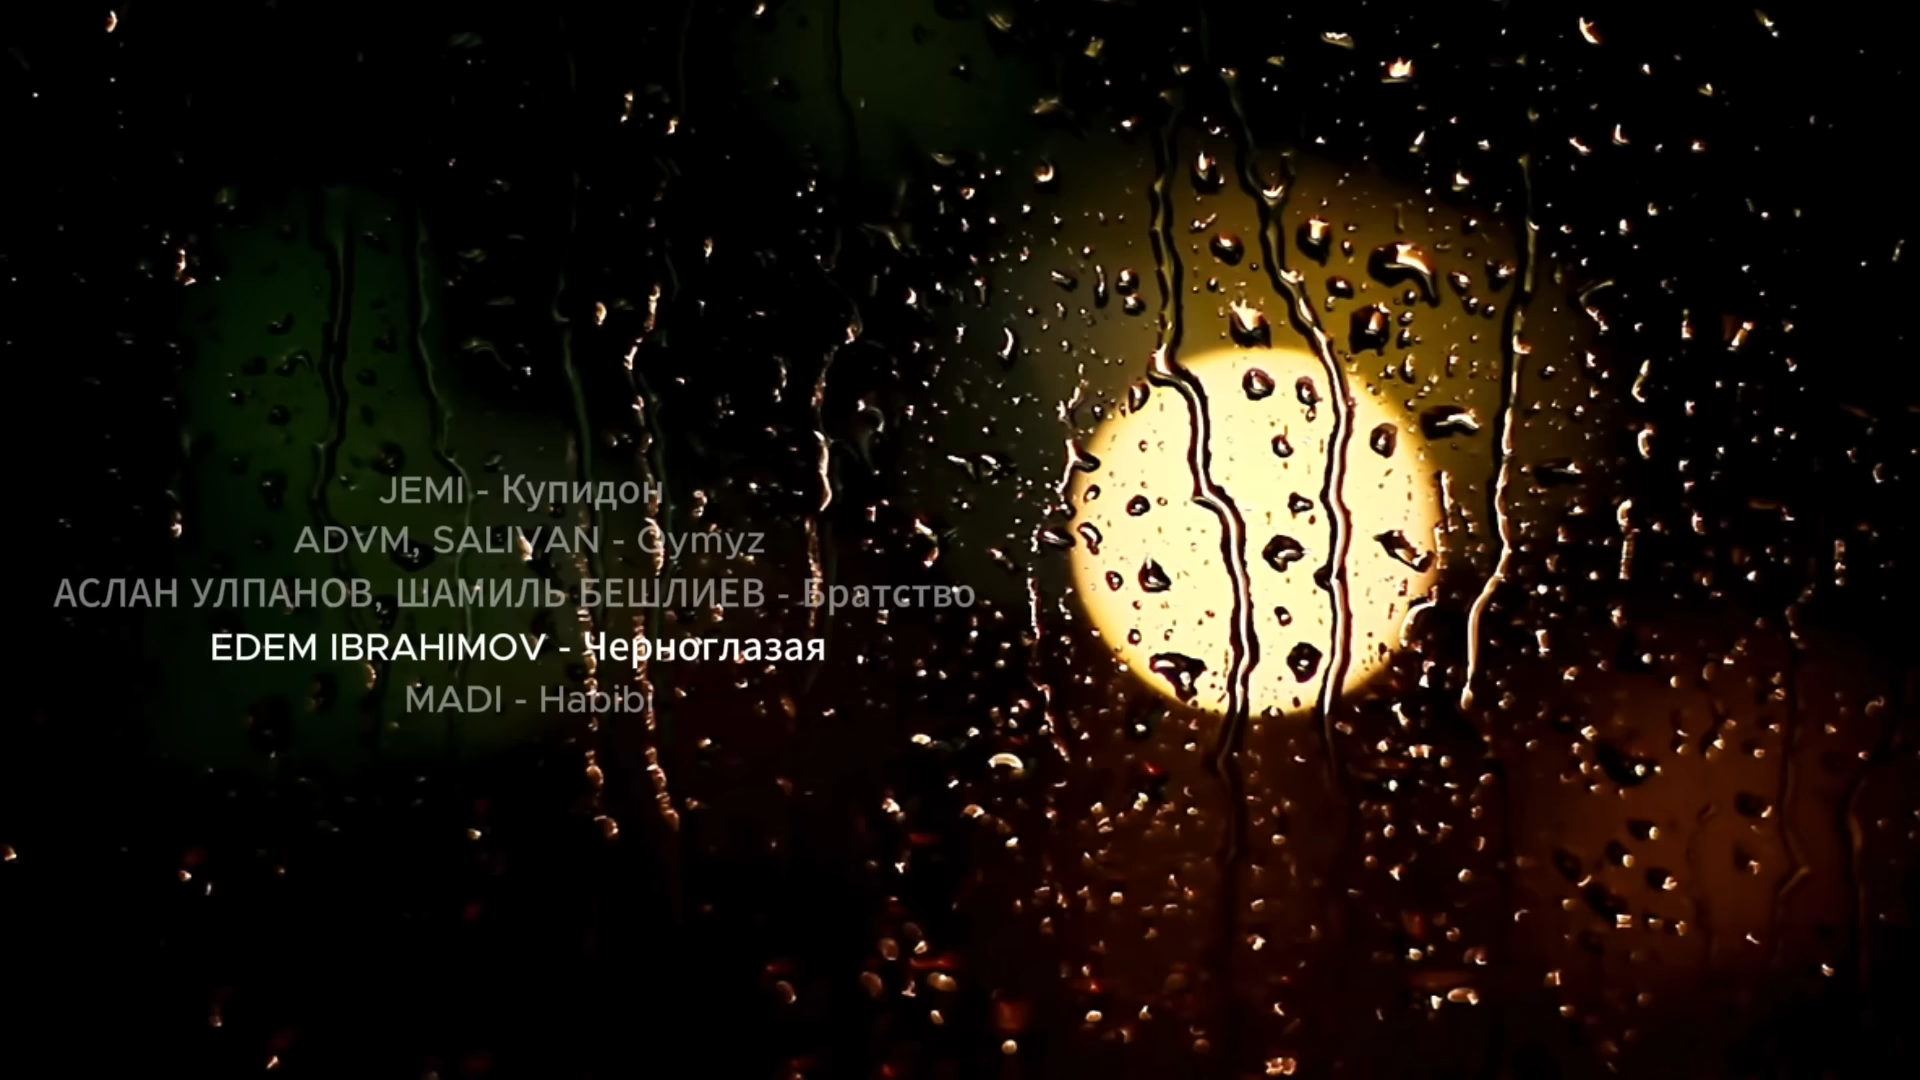 JEMI - Купидон
ADVM, SALIVAN - Qymyz
АСЛАН УЛПАНОВ, ШАМИЛЬ БЕШЛИЕВ - Братство
EDEM IBRAHIMOV - Черноглазая
MADI - Habibi